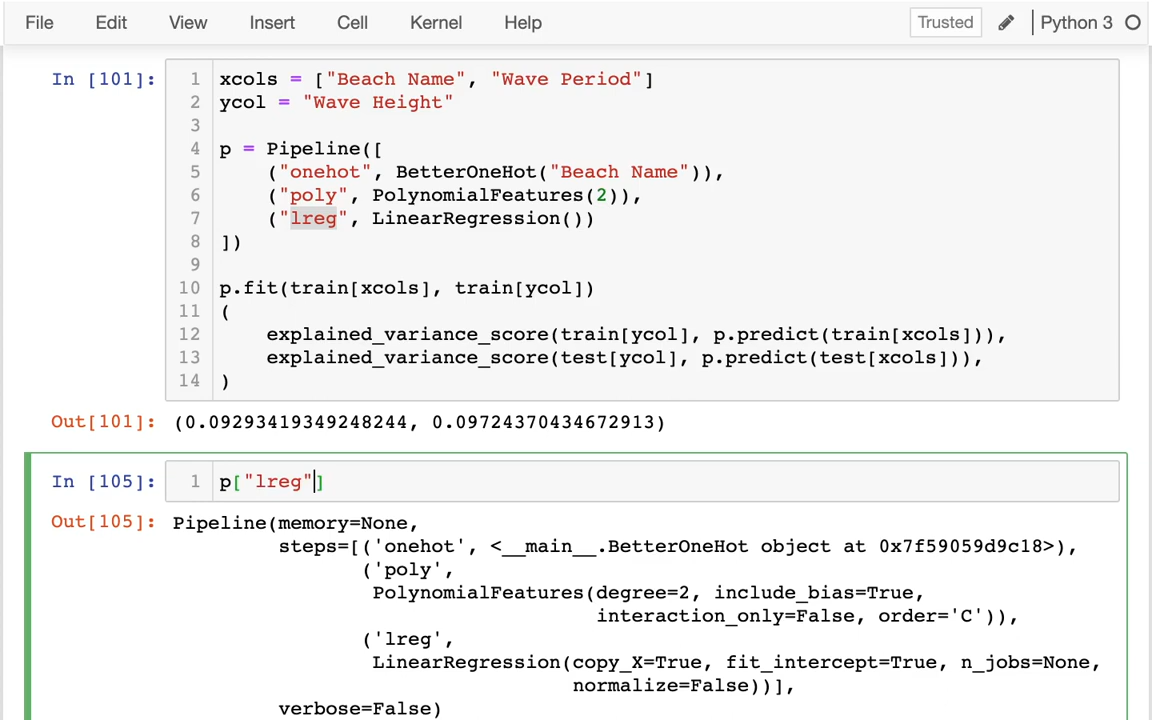 File Edit View Insert Cell Kernel Help Trusted Python 3
In [101]:
1 xcols = ["Beach Name", "Wave Period"]
2 ycol = "Wave Height"
3
4 p = Pipeline([
5     ("onehot", BetterOneHot("Beach Name")),
6     ("poly", PolynomialFeatures(2)),
7     ("lreg", LinearRegression())
8 ])
9
10 p.fit(train[xcols], train[ycol])
11 (
12     explained_variance_score(train[ycol], p.predict(train[xcols])),
13     explained_variance_score(test[ycol], p.predict(test[xcols])),
14 )
Out[101]: (0.09293419349248244, 0.09724370434672913)
In [105]: 1 p["lreg"]
Out[105]: Pipeline(memory=None,
         steps=[('onehot', <__main__.BetterOneHot object at 0x7f59059d9c18>),
                ('poly',
                 PolynomialFeatures(degree=2, include_bias=True,
                                    interaction_only=False, order='C')),
                ('lreg',
                 LinearRegression(copy_X=True, fit_intercept=True, n_jobs=None,
                                  normalize=False))],
         verbose=False)